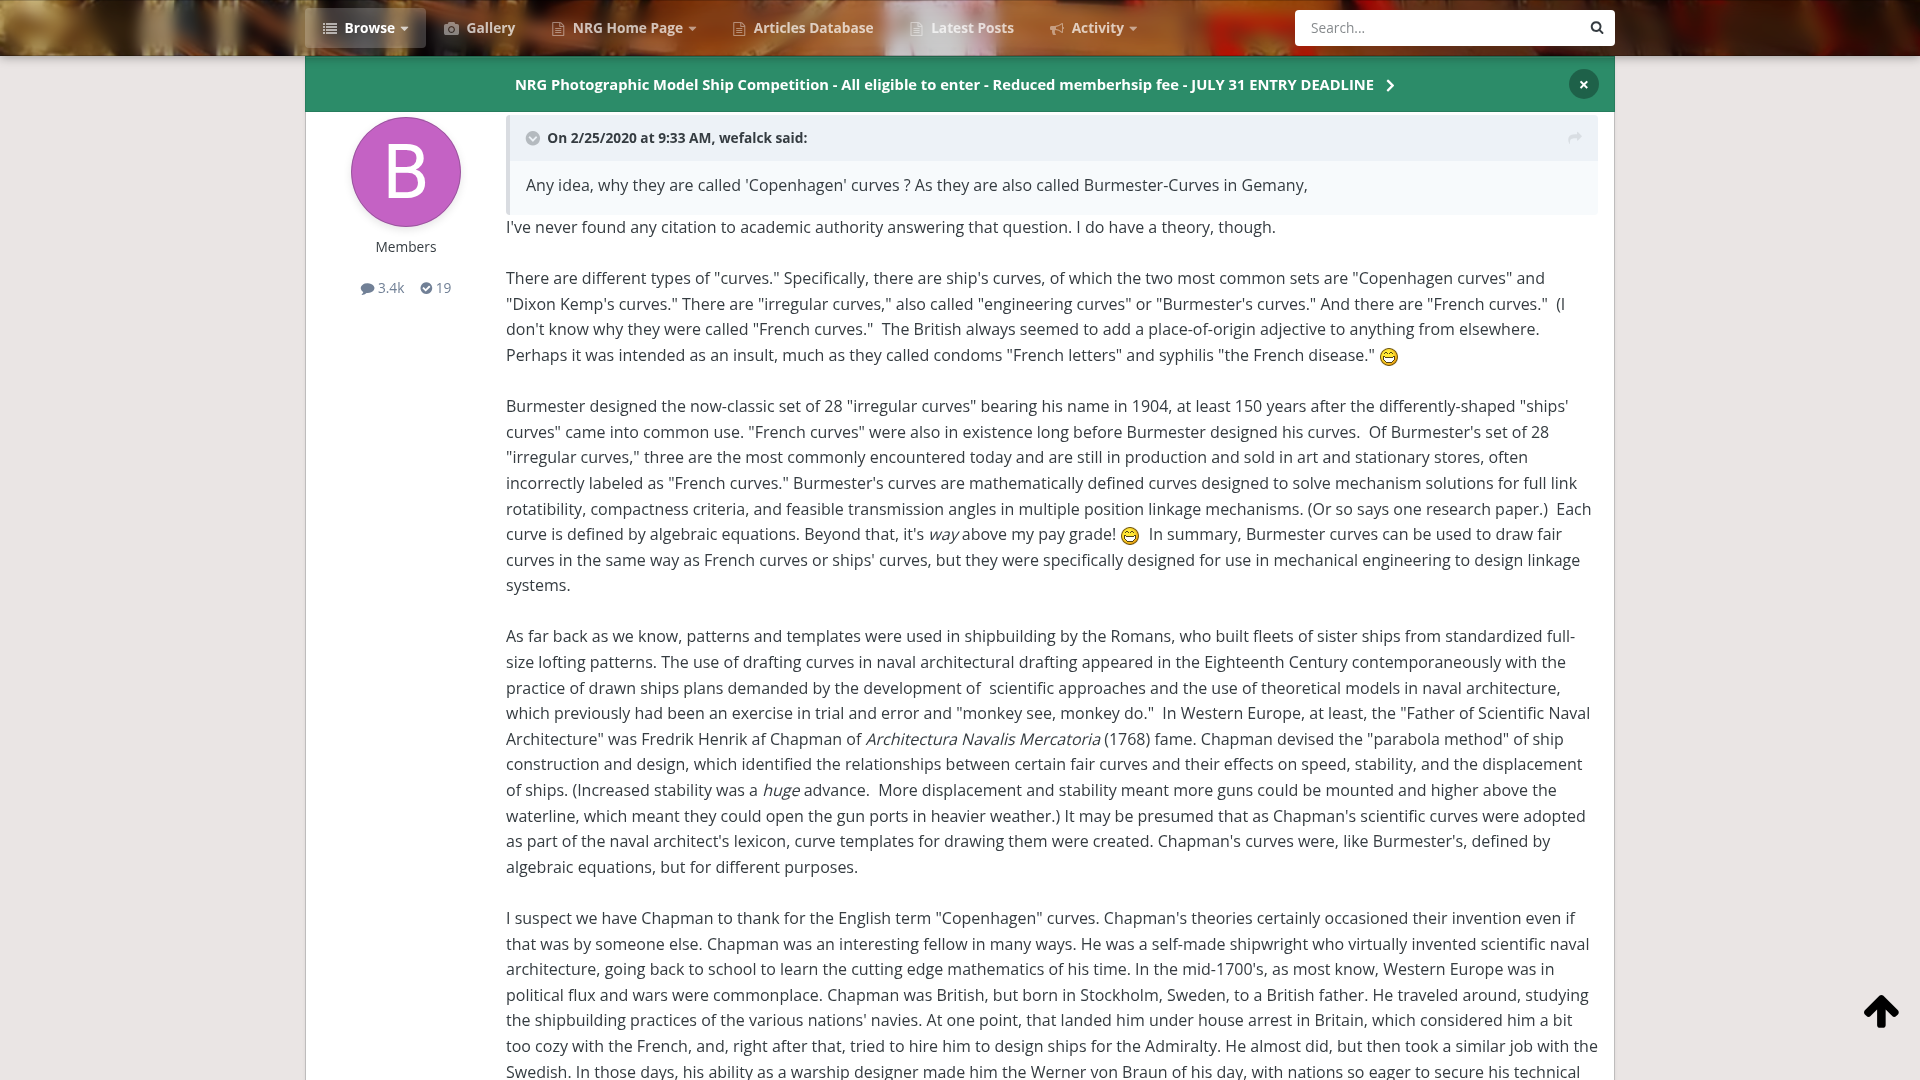 Browse
Gallery
NRG Home Page
Articles Database
Latest Posts
Activity
Search...
NRG Photographic Model Ship Competition - All eligible to enter - Reduced memberhsip fee - JULY 31 ENTRY DEADLINE
B
Members
3.4k 19
On 2/25/2020 at 9:33 AM, wefalck said:
Any idea, why they are called 'Copenhagen' curves ? As they are also called Burmester-Curves in Gemany,
I've never found any citation to academic authority answering that question. I do have a theory, though.
There are different types of "curves." Specifically, there are ship's curves, of which the two most common sets are "Copenhagen curves" and
"Dixon Kemp's curves." There are "irregular curves," also called "engineering curves" or "Burmester's curves." And there are "French curves."  (I
don't know why they were called "French curves."  The British always seemed to add a place-of-origin adjective to anything from elsewhere.
Perhaps it was intended as an insult, much as they called condoms "French letters" and syphilis "the French disease."
Burmester designed the now-classic set of 28 "irregular curves" bearing his name in 1904, at least 150 years after the differently-shaped "ships'
curves" came into common use. "French curves" were also in existence long before Burmester designed his curves.  Of Burmester's set of 28
"irregular curves," three are the most commonly encountered today and are still in production and sold in art and stationary stores, often
incorrectly labeled as "French curves." Burmester's curves are mathematically defined curves designed to solve mechanism solutions for full link
rotatibility, compactness criteria, and feasible transmission angles in multiple position linkage mechanisms. (Or so says one research paper.)  Each
curve is defined by algebraic equations. Beyond that, it's way above my pay grade!  In summary, Burmester curves can be used to draw fair
curves in the same way as French curves or ships' curves, but they were specifically designed for use in mechanical engineering to design linkage
systems.
As far back as we know, patterns and templates were used in shipbuilding by the Romans, who built fleets of sister ships from standardized full-
size lofting patterns. The use of drafting curves in naval architectural drafting appeared in the Eighteenth Century contemporaneously with the
practice of drawn ships plans demanded by the development of  scientific approaches and the use of theoretical models in naval architecture,
which previously had been an exercise in trial and error and "monkey see, monkey do."  In Western Europe, at least, the "Father of Scientific Naval
Architecture" was Fredrik Henrik af Chapman of Architectura Navalis Mercatoria (1768) fame. Chapman devised the "parabola method" of ship
construction and design, which identified the relationships between certain fair curves and their effects on speed, stability, and the displacement
of ships. (Increased stability was a huge advance.  More displacement and stability meant more guns could be mounted and higher above the
waterline, which meant they could open the gun ports in heavier weather.) It may be presumed that as Chapman's scientific curves were adopted
as part of the naval architect's lexicon, curve templates for drawing them were created. Chapman's curves were, like Burmester's, defined by
algebraic equations, but for different purposes.
I suspect we have Chapman to thank for the English term "Copenhagen" curves. Chapman's theories certainly occasioned their invention even if
that was by someone else. Chapman was an interesting fellow in many ways. He was a self-made shipwright who virtually invented scientific naval
architecture, going back to school to learn the cutting edge mathematics of his time. In the mid-1700's, as most know, Western Europe was in
political flux and wars were commonplace. Chapman was British, but born in Stockholm, Sweden, to a British father. He traveled around, studying
the shipbuilding practices of the various nations' navies. At one point, that landed him under house arrest in Britain, which considered him a bit
too cozy with the French, and, right after that, tried to hire him to design ships for the Admiralty. He almost did, but then took a similar job with the
Swedish. In those days, his ability as a warship designer made him the Werner von Braun of his day, with nations so eager to secure his technical